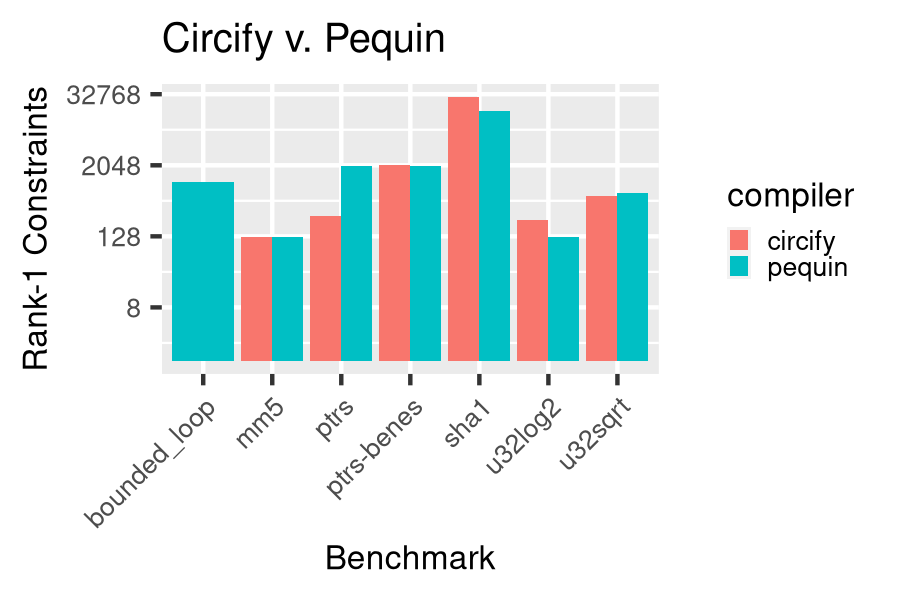 Circify v. Pequin
Rank-1 Constraints
32768
2048
128
8
bounded_loop
mm5
ptrs
ptrs-benes
sha1
u32log2
u32sqrt
Benchmark
compiler
circify
pequin